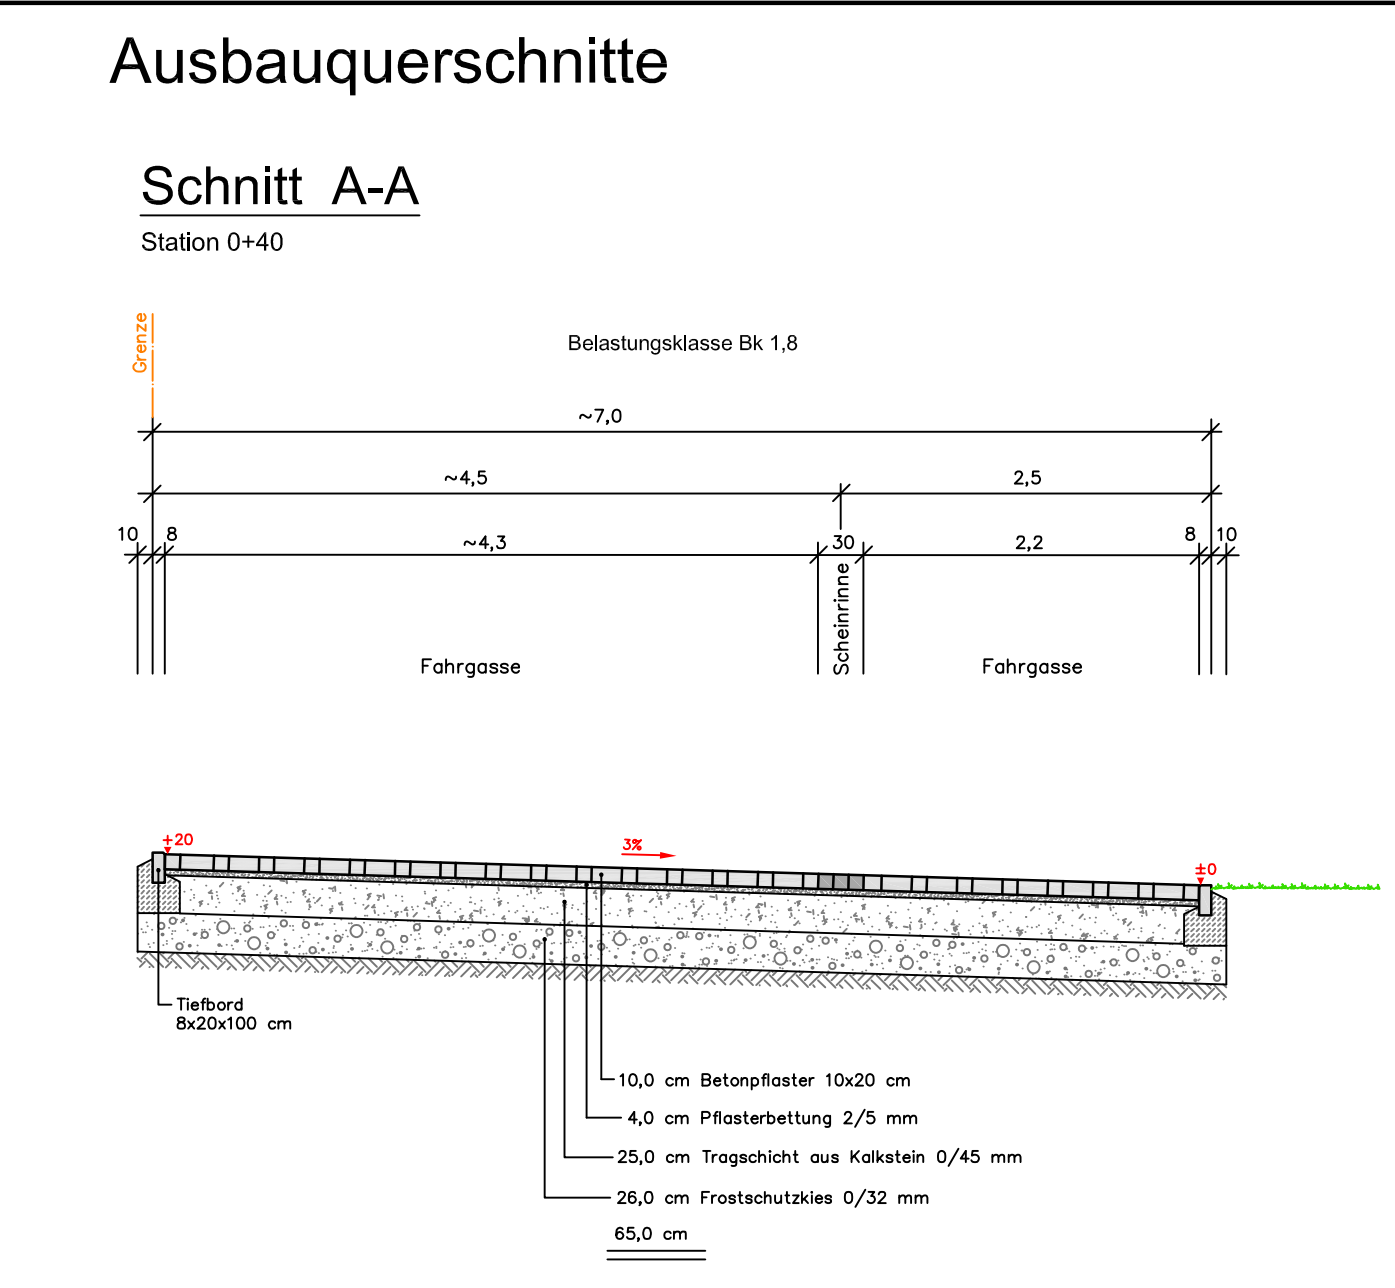 Ausbauquerschnitte
Schnitt A-A
Station 0+40
Grenze
Belastungsklasse Bk 1,8
~7,0
~4,5
2,5
10
8
~4,3
30
2,2
8
10
Fahrgasse
Scheinrinne
Fahrgasse
+20
3%
±0
Tiefbord
8x20x100 cm
10,0 cm Betonpflaster 10x20 cm
4,0 cm Pflasterbettung 2/5 mm
25,0 cm Tragschicht aus Kalkstein 0/45 mm
26,0 cm Frostschutzkies 0/32 mm
65,0 cm